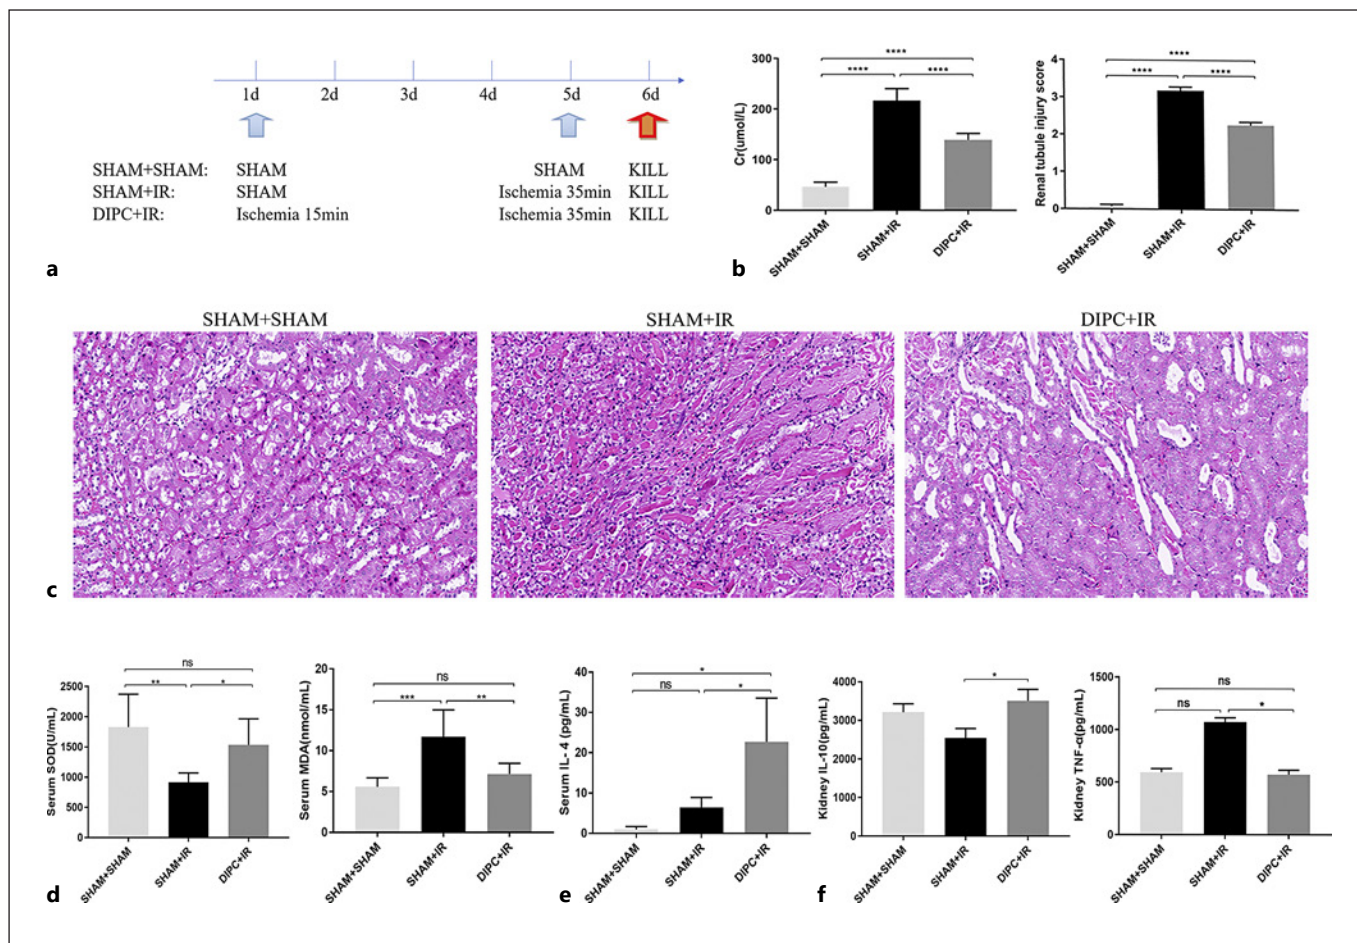 1d 2d 3d 4d 5d 6d
SHAM+SHAM: SHAM SHAM KILL
SHAM+IR: SHAM Ischemia 35min KILL
DIPC+IR: Ischemia 15min Ischemia 35min KILL
a
****
**** ****
Cr(umol/L)
300
200
100
0
SHAM+SHAM
SHAM+IR
DIPC+IR
****
**** ****
Renal tubule injury score
4
3
2
1
0
SHAM+SHAM
SHAM+IR
DIPC+IR
b
SHAM+SHAM SHAM+IR DIPC+IR
c
ns
** *
Serum SOD(U/mL)
2500
2000
1500
1000
500
0
SHAM+SHAM
SHAM+IR
DIPC+IR
d
ns
*** **
Serum MDA(nmol/mL)
20
15
10
5
0
SHAM+SHAM
SHAM+IR
DIPC+IR
*
ns *
Serum IL- 4 (pg/mL)
40
30
20
10
0
SHAM+SHAM
SHAM+IR
DIPC+IR
e
*
Kidney IL-10(pg/mL)
4000
3000
2000
1000
0
SHAM+SHAM
SHAM+IR
DIPC+IR
f
ns
ns *
Kidney TNF-α(pg/mL)
1500
1000
500
0
SHAM+SHAM
SHAM+IR
DIPC+IR